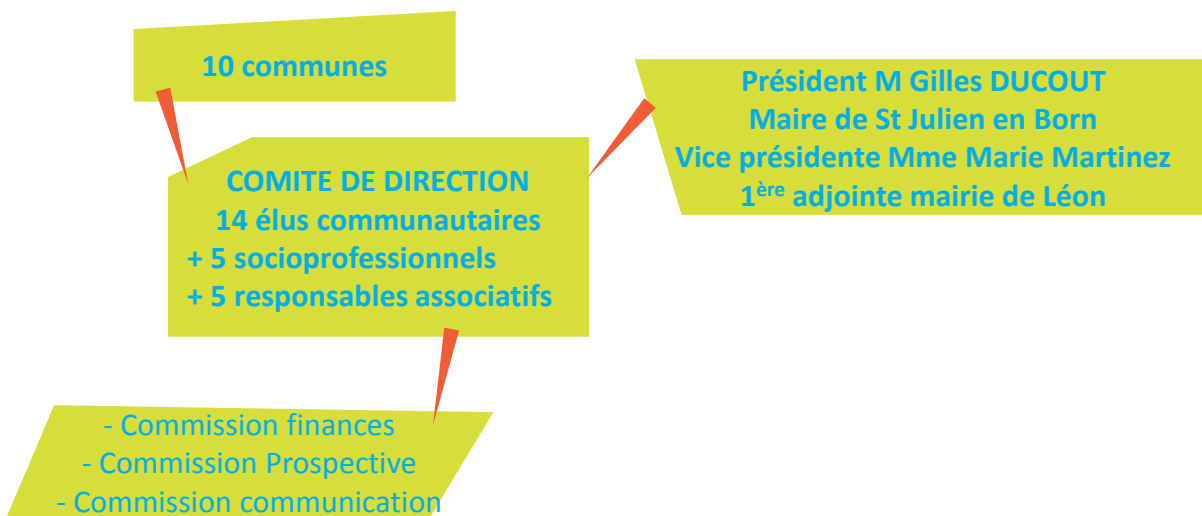 10 communes
Président M Gilles DUCOUT
Maire de St Julien en Born
Vice présidente Mme Marie Martinez
1ère adjointe mairie de Léon
COMITE DE DIRECTION
14 élus communautaires
+ 5 socioprofessionnels
+ 5 responsables associatifs
- Commission finances
- Commission Prospective
- Commission communication